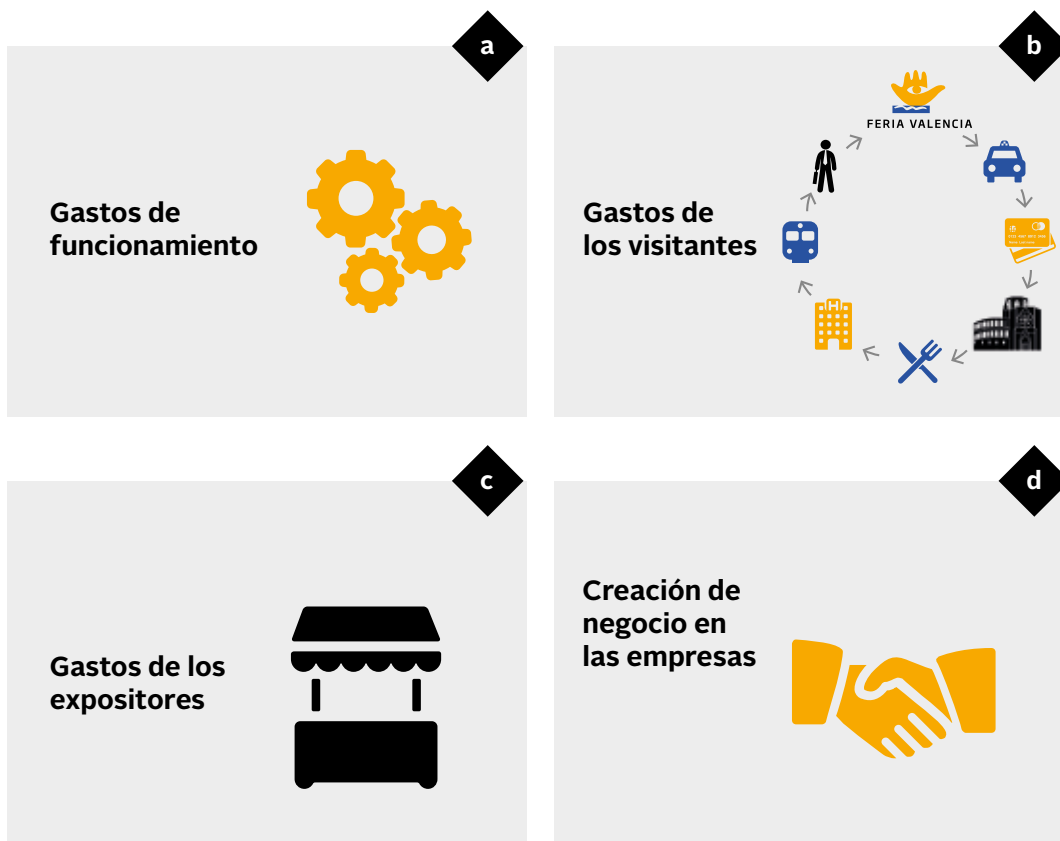 a
Gastos de
funcionamiento
b
FERIA VALENCIA
Gastos de
los visitantes
H
c
Gastos de los
expositores
d
Creación de
negocio en
las empresas